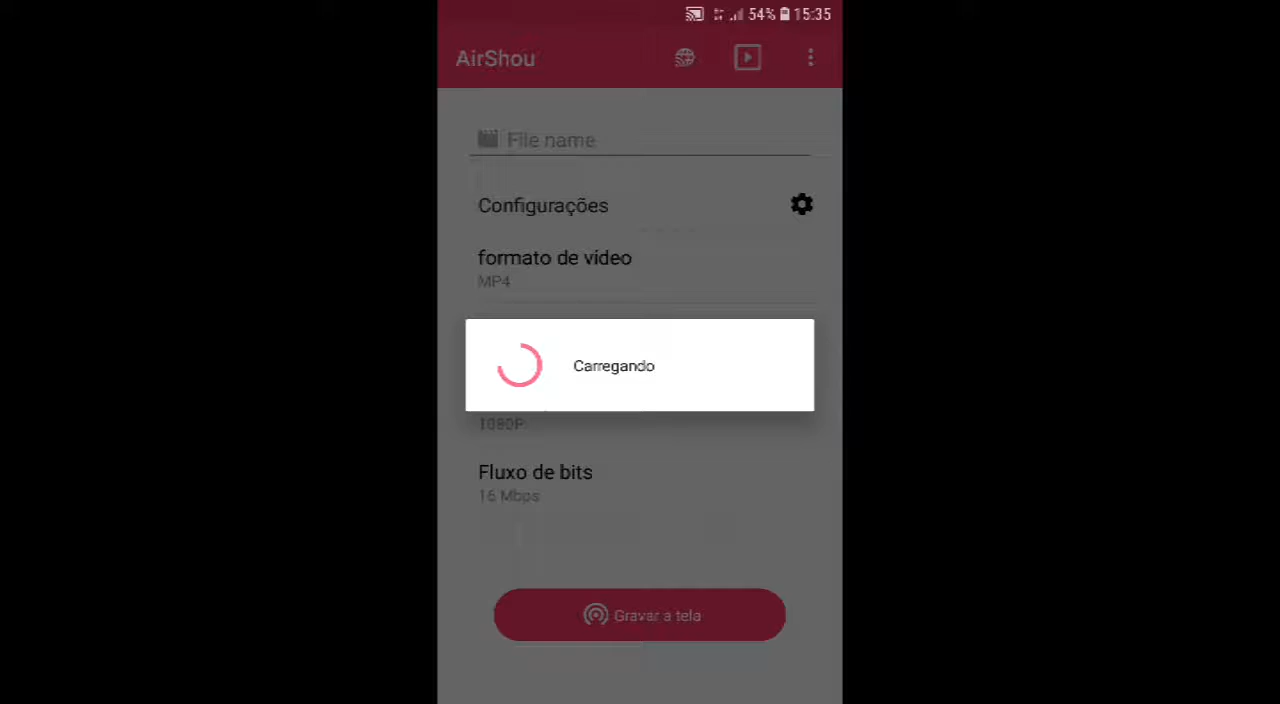 54% 15:35
AirShou
File name
Configurações
formato de vídeo
MP4
Carregando
1080P
Fluxo de bits
16 Mbps
Gravar a tela